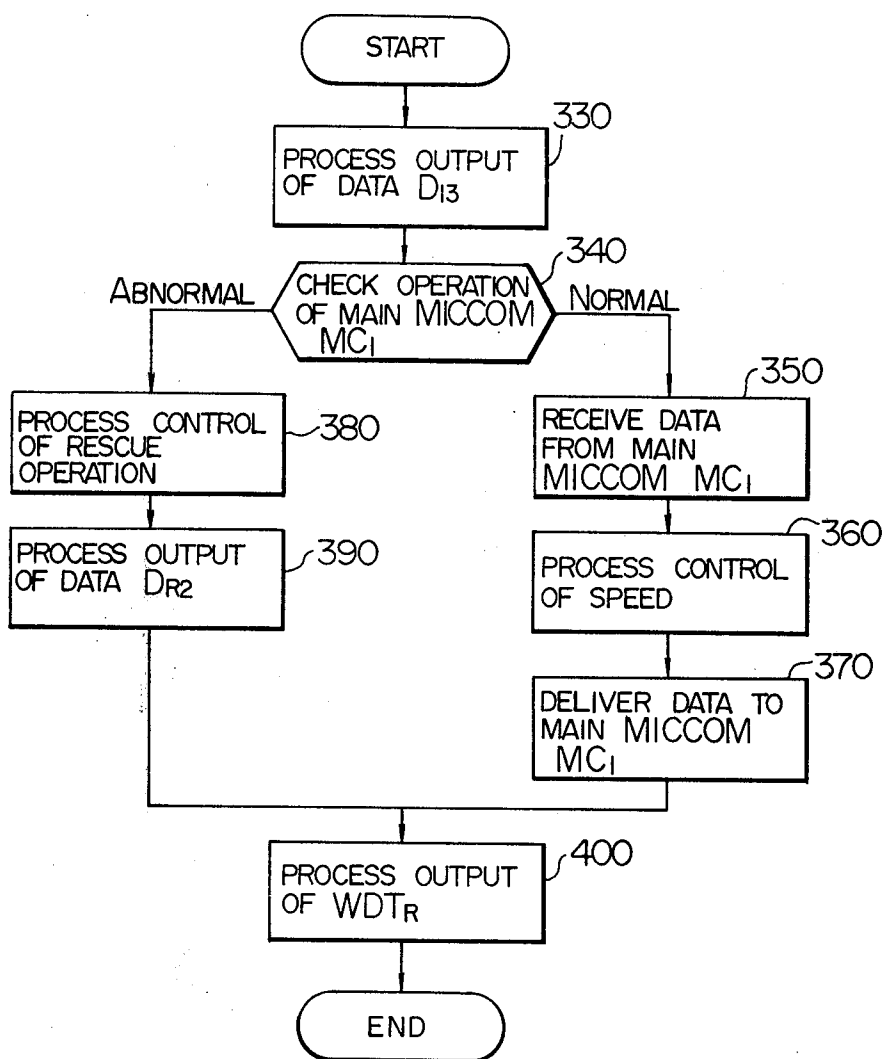 START
330
PROCESS OUTPUT
OF DATA D13
340
CHECK OPERATION
OF MAIN MICCOM
MC1
ABNORMAL
NORMAL
380
PROCESS CONTROL
OF RESCUE
OPERATION
350
RECEIVE DATA
FROM MAIN
MICCOM MC1
390
PROCESS OUTPUT
OF DATA DR2
360
PROCESS CONTROL
OF SPEED
370
DELIVER DATA TO
MAIN MICCOM
MC1
400
PROCESS OUTPUT
OF WDTR
END